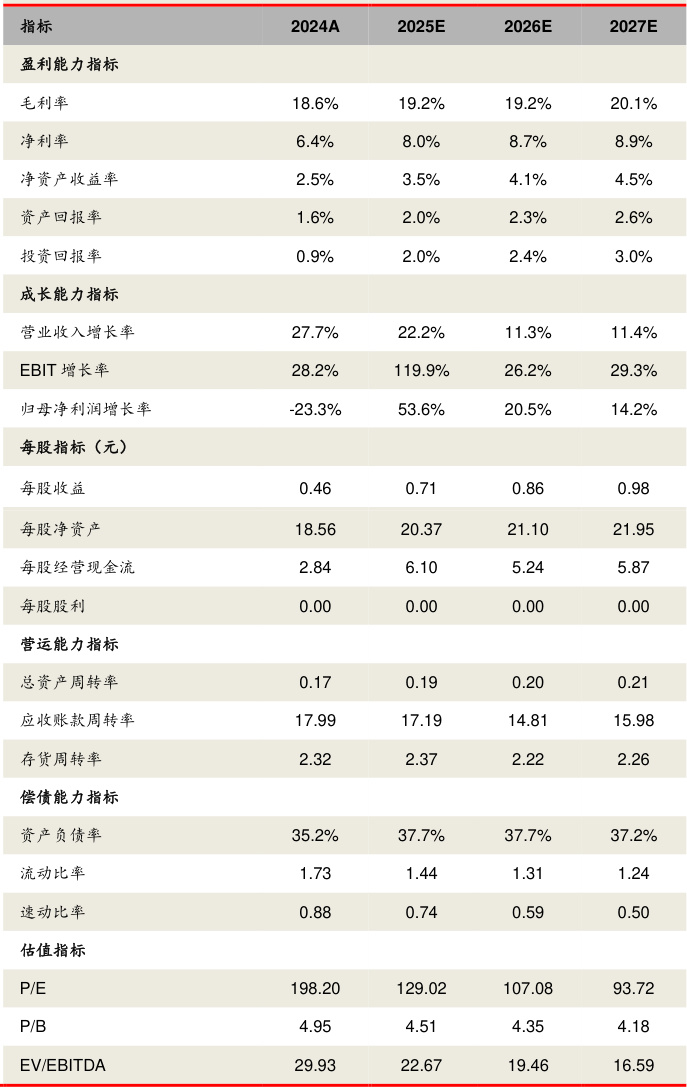 指标 2024A 2025E 2026E 2027E
盈利能力指标
毛利率 18.6% 19.2% 19.2% 20.1%
净利率 6.4% 8.0% 8.7% 8.9%
净资产收益率 2.5% 3.5% 4.1% 4.5%
资产回报率 1.6% 2.0% 2.3% 2.6%
投资回报率 0.9% 2.0% 2.4% 3.0%
成长能力指标
营业收入增长率 27.7% 22.2% 11.3% 11.4%
EBIT 增长率 28.2% 119.9% 26.2% 29.3%
归母净利润增长率 -23.3% 53.6% 20.5% 14.2%
每股指标（元）
每股收益 0.46 0.71 0.86 0.98
每股净资产 18.56 20.37 21.10 21.95
每股经营现金流 2.84 6.10 5.24 5.87
每股股利 0.00 0.00 0.00 0.00
营运能力指标
总资产周转率 0.17 0.19 0.20 0.21
应收账款周转率 17.99 17.19 14.81 15.98
存货周转率 2.32 2.37 2.22 2.26
偿债能力指标
资产负债率 35.2% 37.7% 37.7% 37.2%
流动比率 1.73 1.44 1.31 1.24
速动比率 0.88 0.74 0.59 0.50
估值指标
P/E 198.20 129.02 107.08 93.72
P/B 4.95 4.51 4.35 4.18
EV/EBITDA 29.93 22.67 19.46 16.59